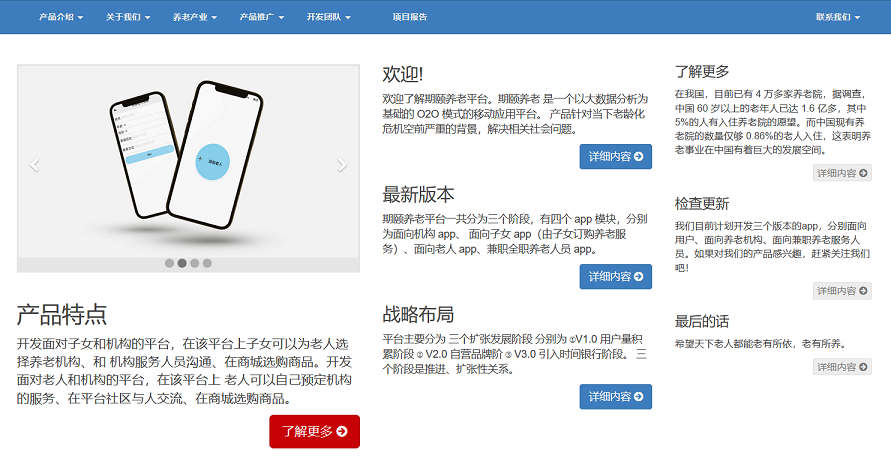 产品介绍 关于我们 养老产业 产品推广 开发团队 项目报告 联系我们
欢迎!
欢迎了解期颐养老平台。期颐养老 是一个以大数据分析为
基础的 O2O 模式的移动应用平台。 产品针对当下老龄化
危机空前严重的背景，解决相关社会问题。
详细内容
最新版本
期颐养老平台一共分为三个阶段，有四个 app 模块，分别
为面向机构 app、 面向子女 app（由子女订购养老服
务）、面向老人 app、兼职全职养老人员 app。
详细内容
产品特点
开发面对子女和机构的平台，在该平台上子女可以为老人选
择养老机构、和 机构服务人员沟通、在商城选购商品。开发
面对老人和机构的平台，在该平台上 老人可以自己预定机构
的服务、在平台社区与人交流、在商城选购商品。
了解更多
战略布局
平台主要分为 三个扩张发展阶段 分别为 ①V1.0 用户量积
累阶段 ② V2.0 自营品牌阶 ③ V3.0 引入时间银行阶段。 三
个阶段是推进、扩张性关系。
详细内容
了解更多
在我国，目前已有 4 万多家养老院，据调查，
中国 60 岁以上的老年人已达 1.6 亿多，其中
5%的人有入住养老院的愿望。而中国现有养
老院的数量仅够 0.86%的老人入住，这表明养
老事业在中国有着巨大的发展空间。
详细内容
检查更新
我们目前计划开发三个版本的app，分别面向
用户、面向养老机构、面向兼职养老服务人
员。如果对我们的产品感兴趣，赶紧关注我们
吧！
详细内容
最后的话
希望天下老人都能老有所依，老有所养。
详细内容